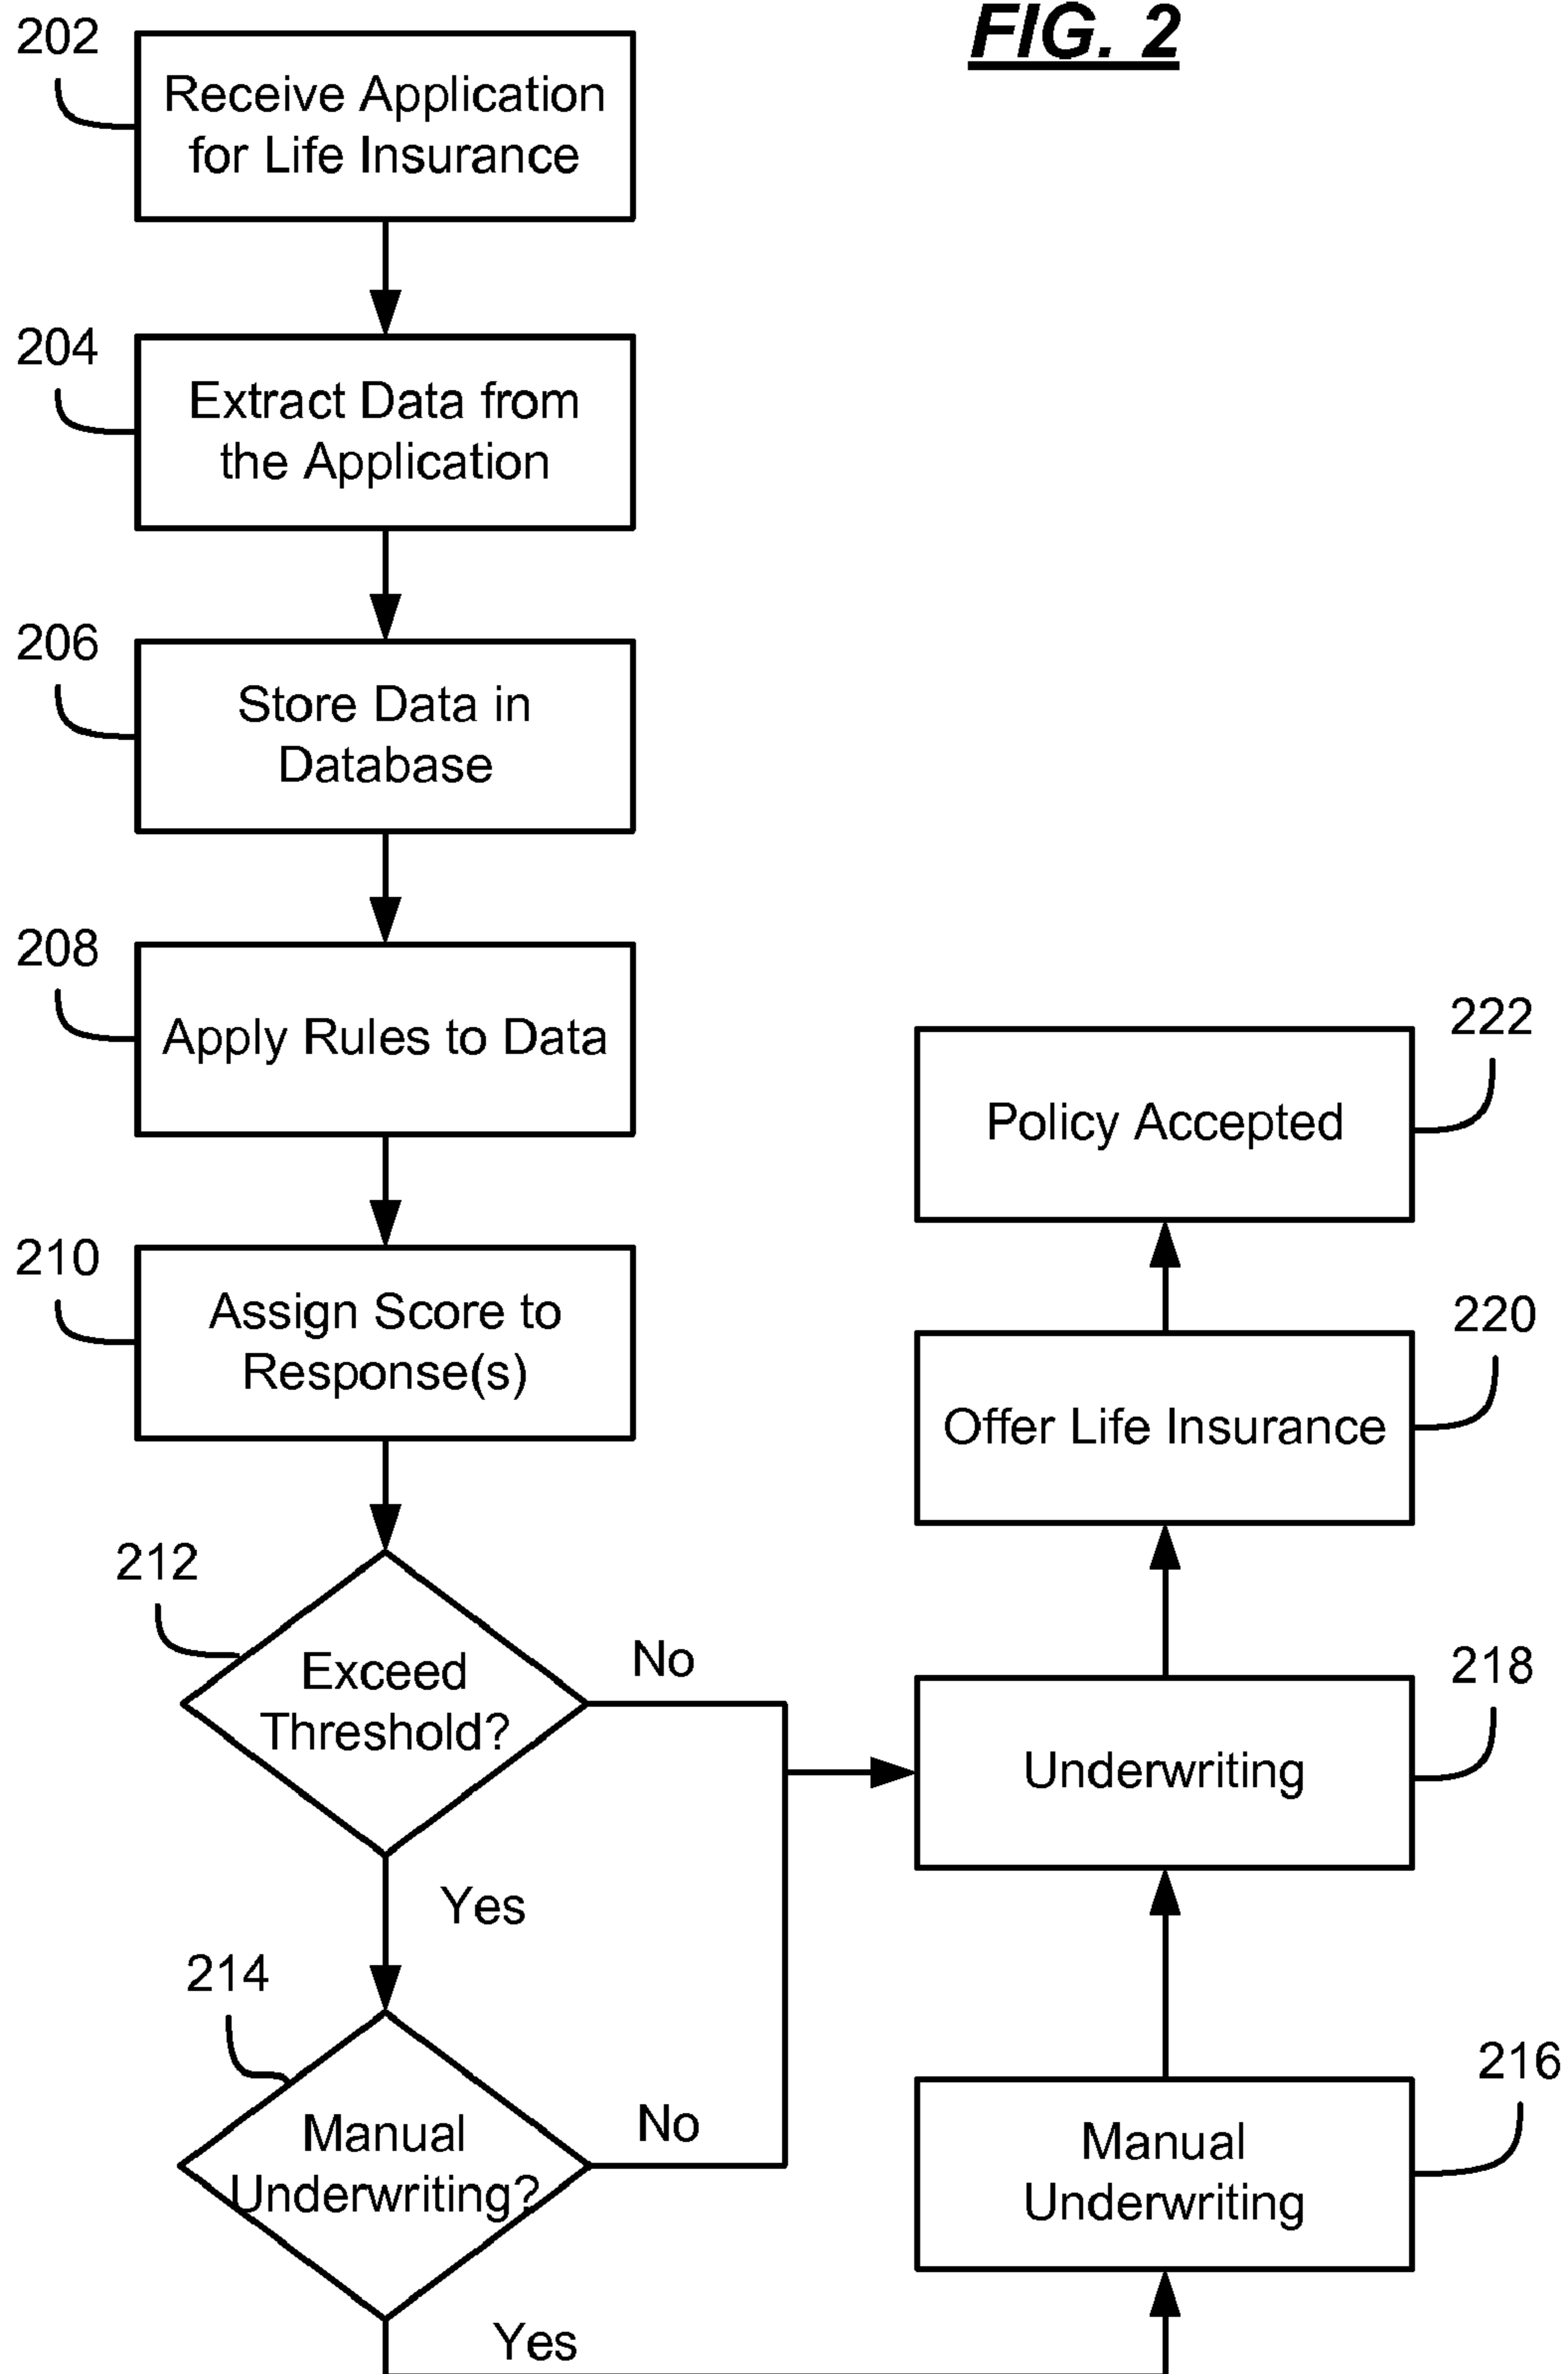 FIG. 2
202
Receive Application
for Life Insurance
204
Extract Data from
the Application
206
Store Data in
Database
208
Apply Rules to Data
210
Assign Score to
Response(s)
212
Exceed
Threshold?
No
Yes
214
Manual
Underwriting?
No
Yes
222
Policy Accepted
220
Offer Life Insurance
218
Underwriting
216
Manual
Underwriting